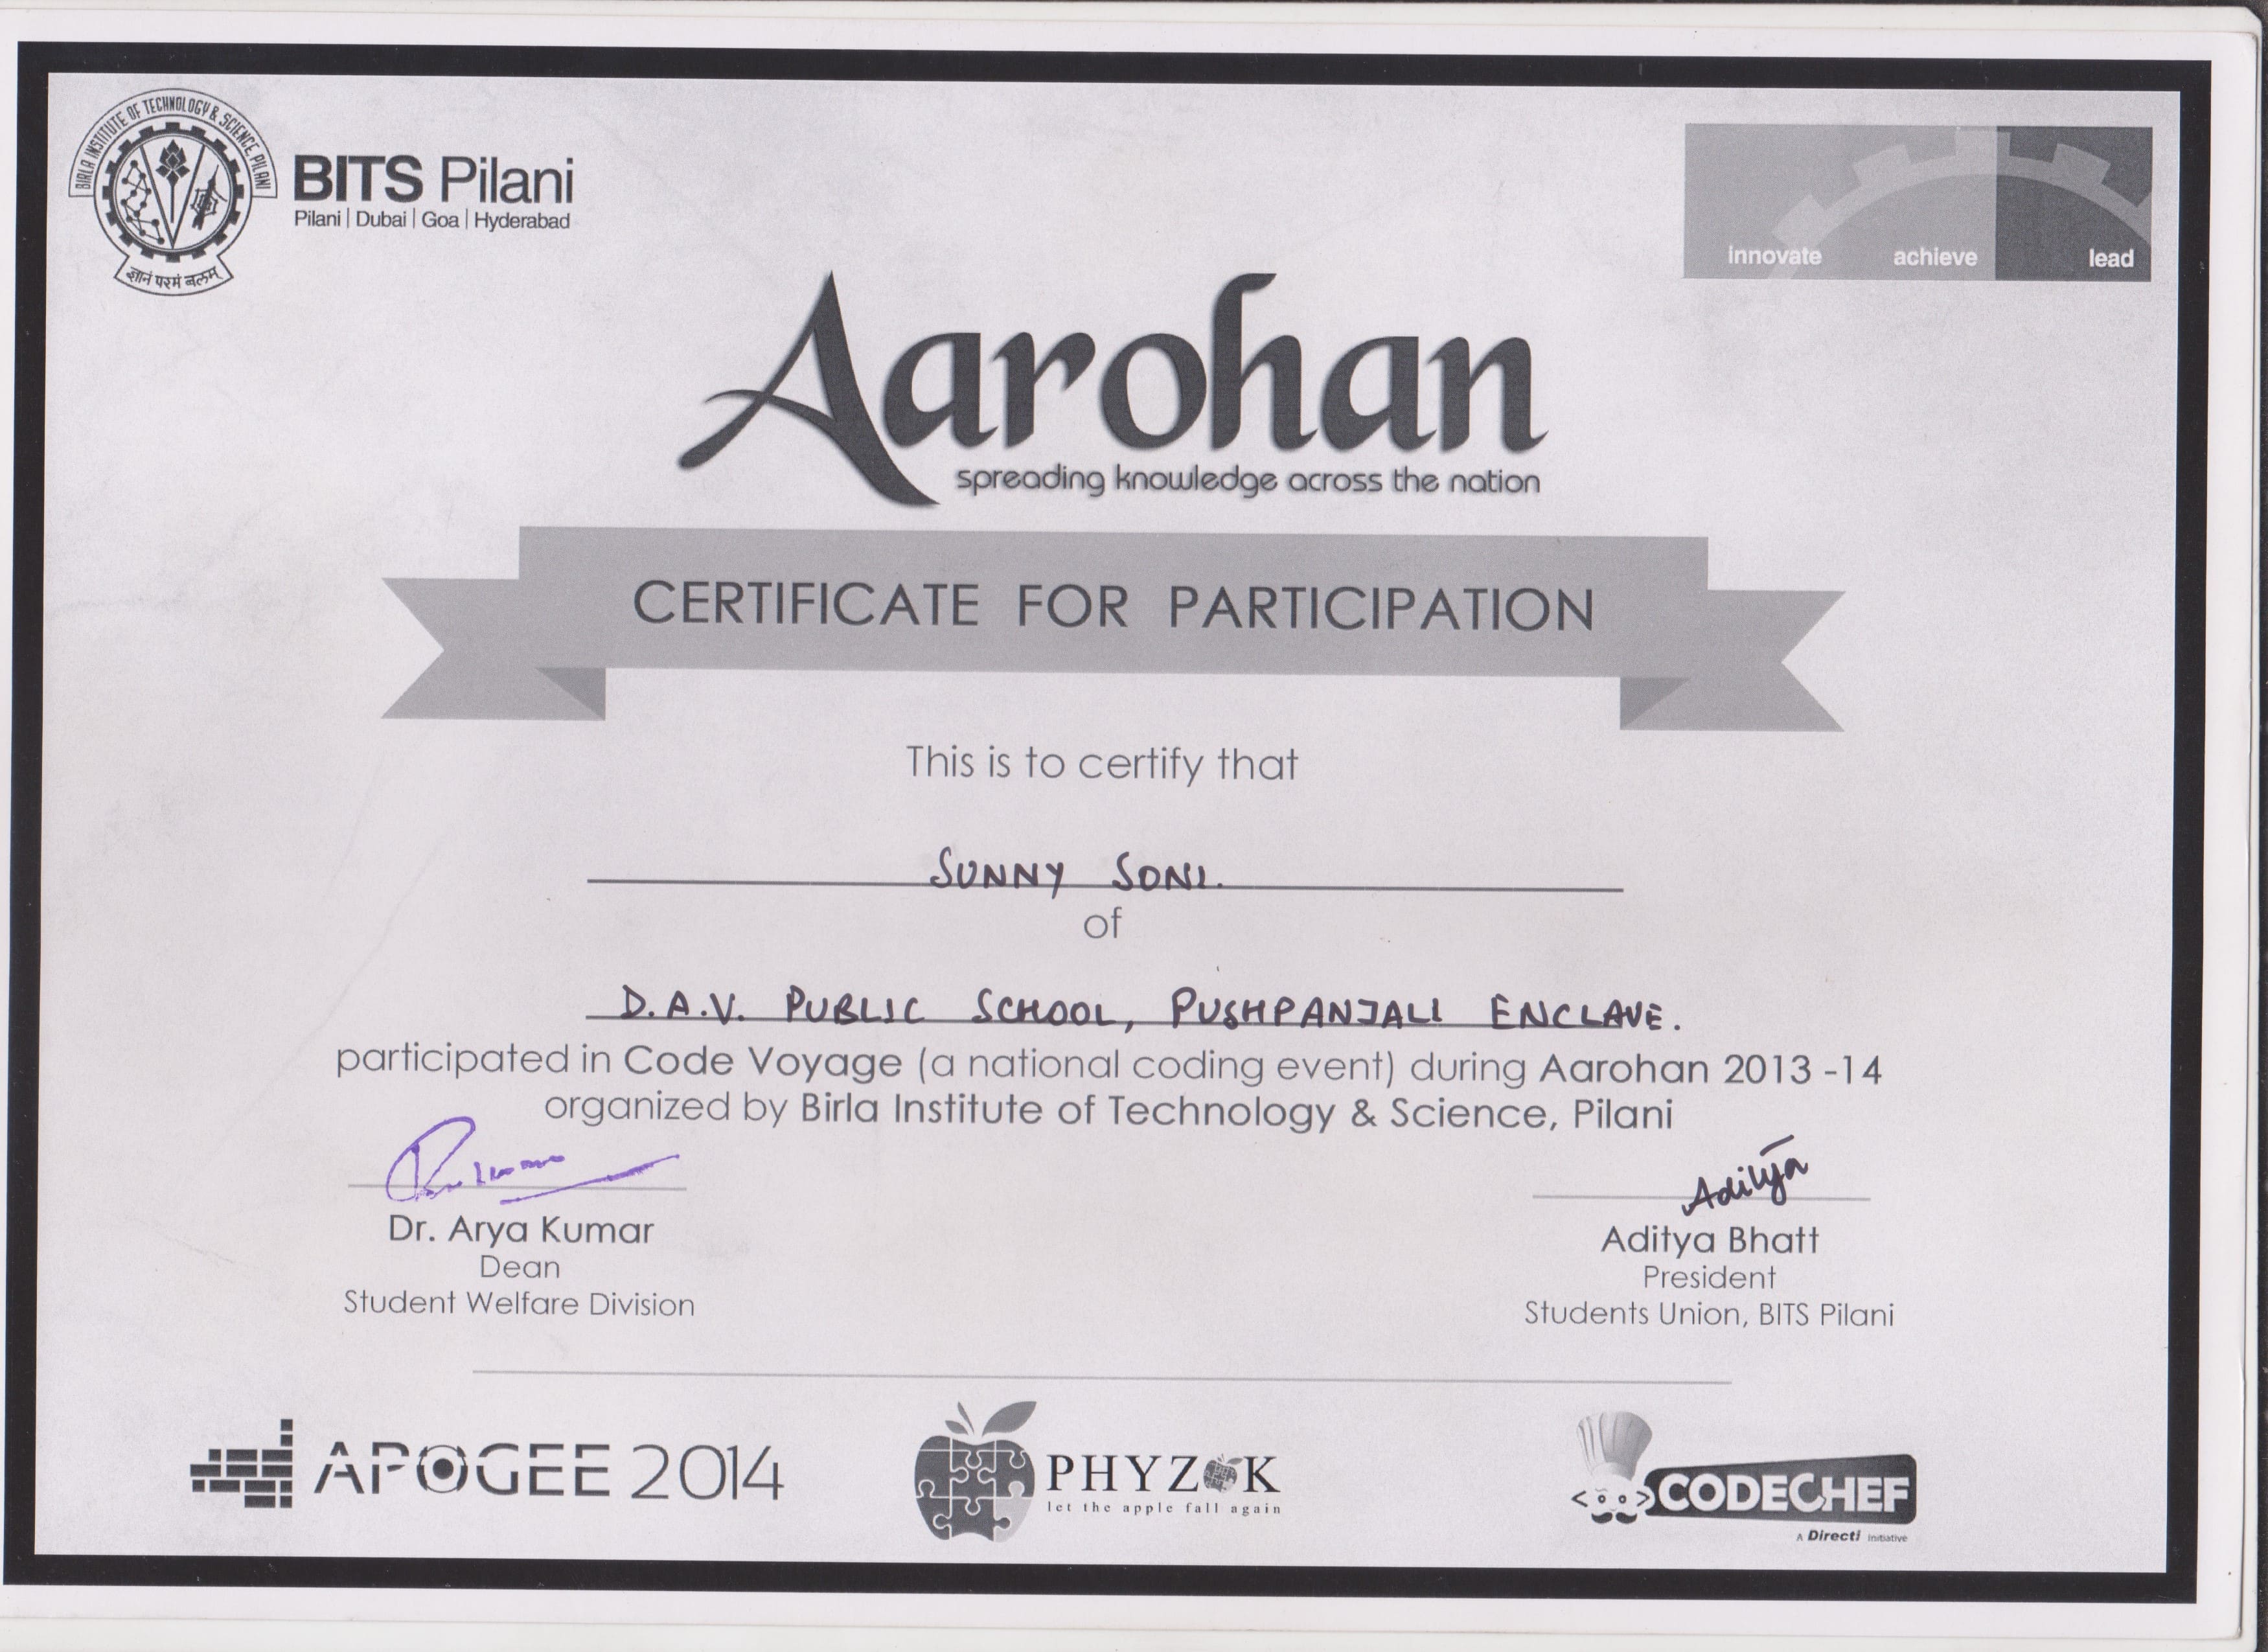 BIRLA INSTITUTE OF TECHNOLOGY & SCIENCE, PILANI
ज्ञानं परमं बलम्
BITS Pilani
Pilani | Dubai | Goa | Hyderabad
innovate achieve lead
Aarohan
spreading knowledge across the nation
CERTIFICATE FOR PARTICIPATION
This is to certify that
SUNNY SONI.
of
D.A.V. PUBLIC SCHOOL, PUSHPANJALI ENCLAVE.
participated in Code Voyage (a national coding event) during Aarohan 2013 -14
organized by Birla Institute of Technology & Science, Pilani
Aditya
Dr. Arya Kumar
Dean
Student Welfare Division
Aditya Bhatt
President
Students Union, BITS Pilani
APOGEE 2014
PHYZOK
let the apple fall again
CODECHEF
A Directi Initiative